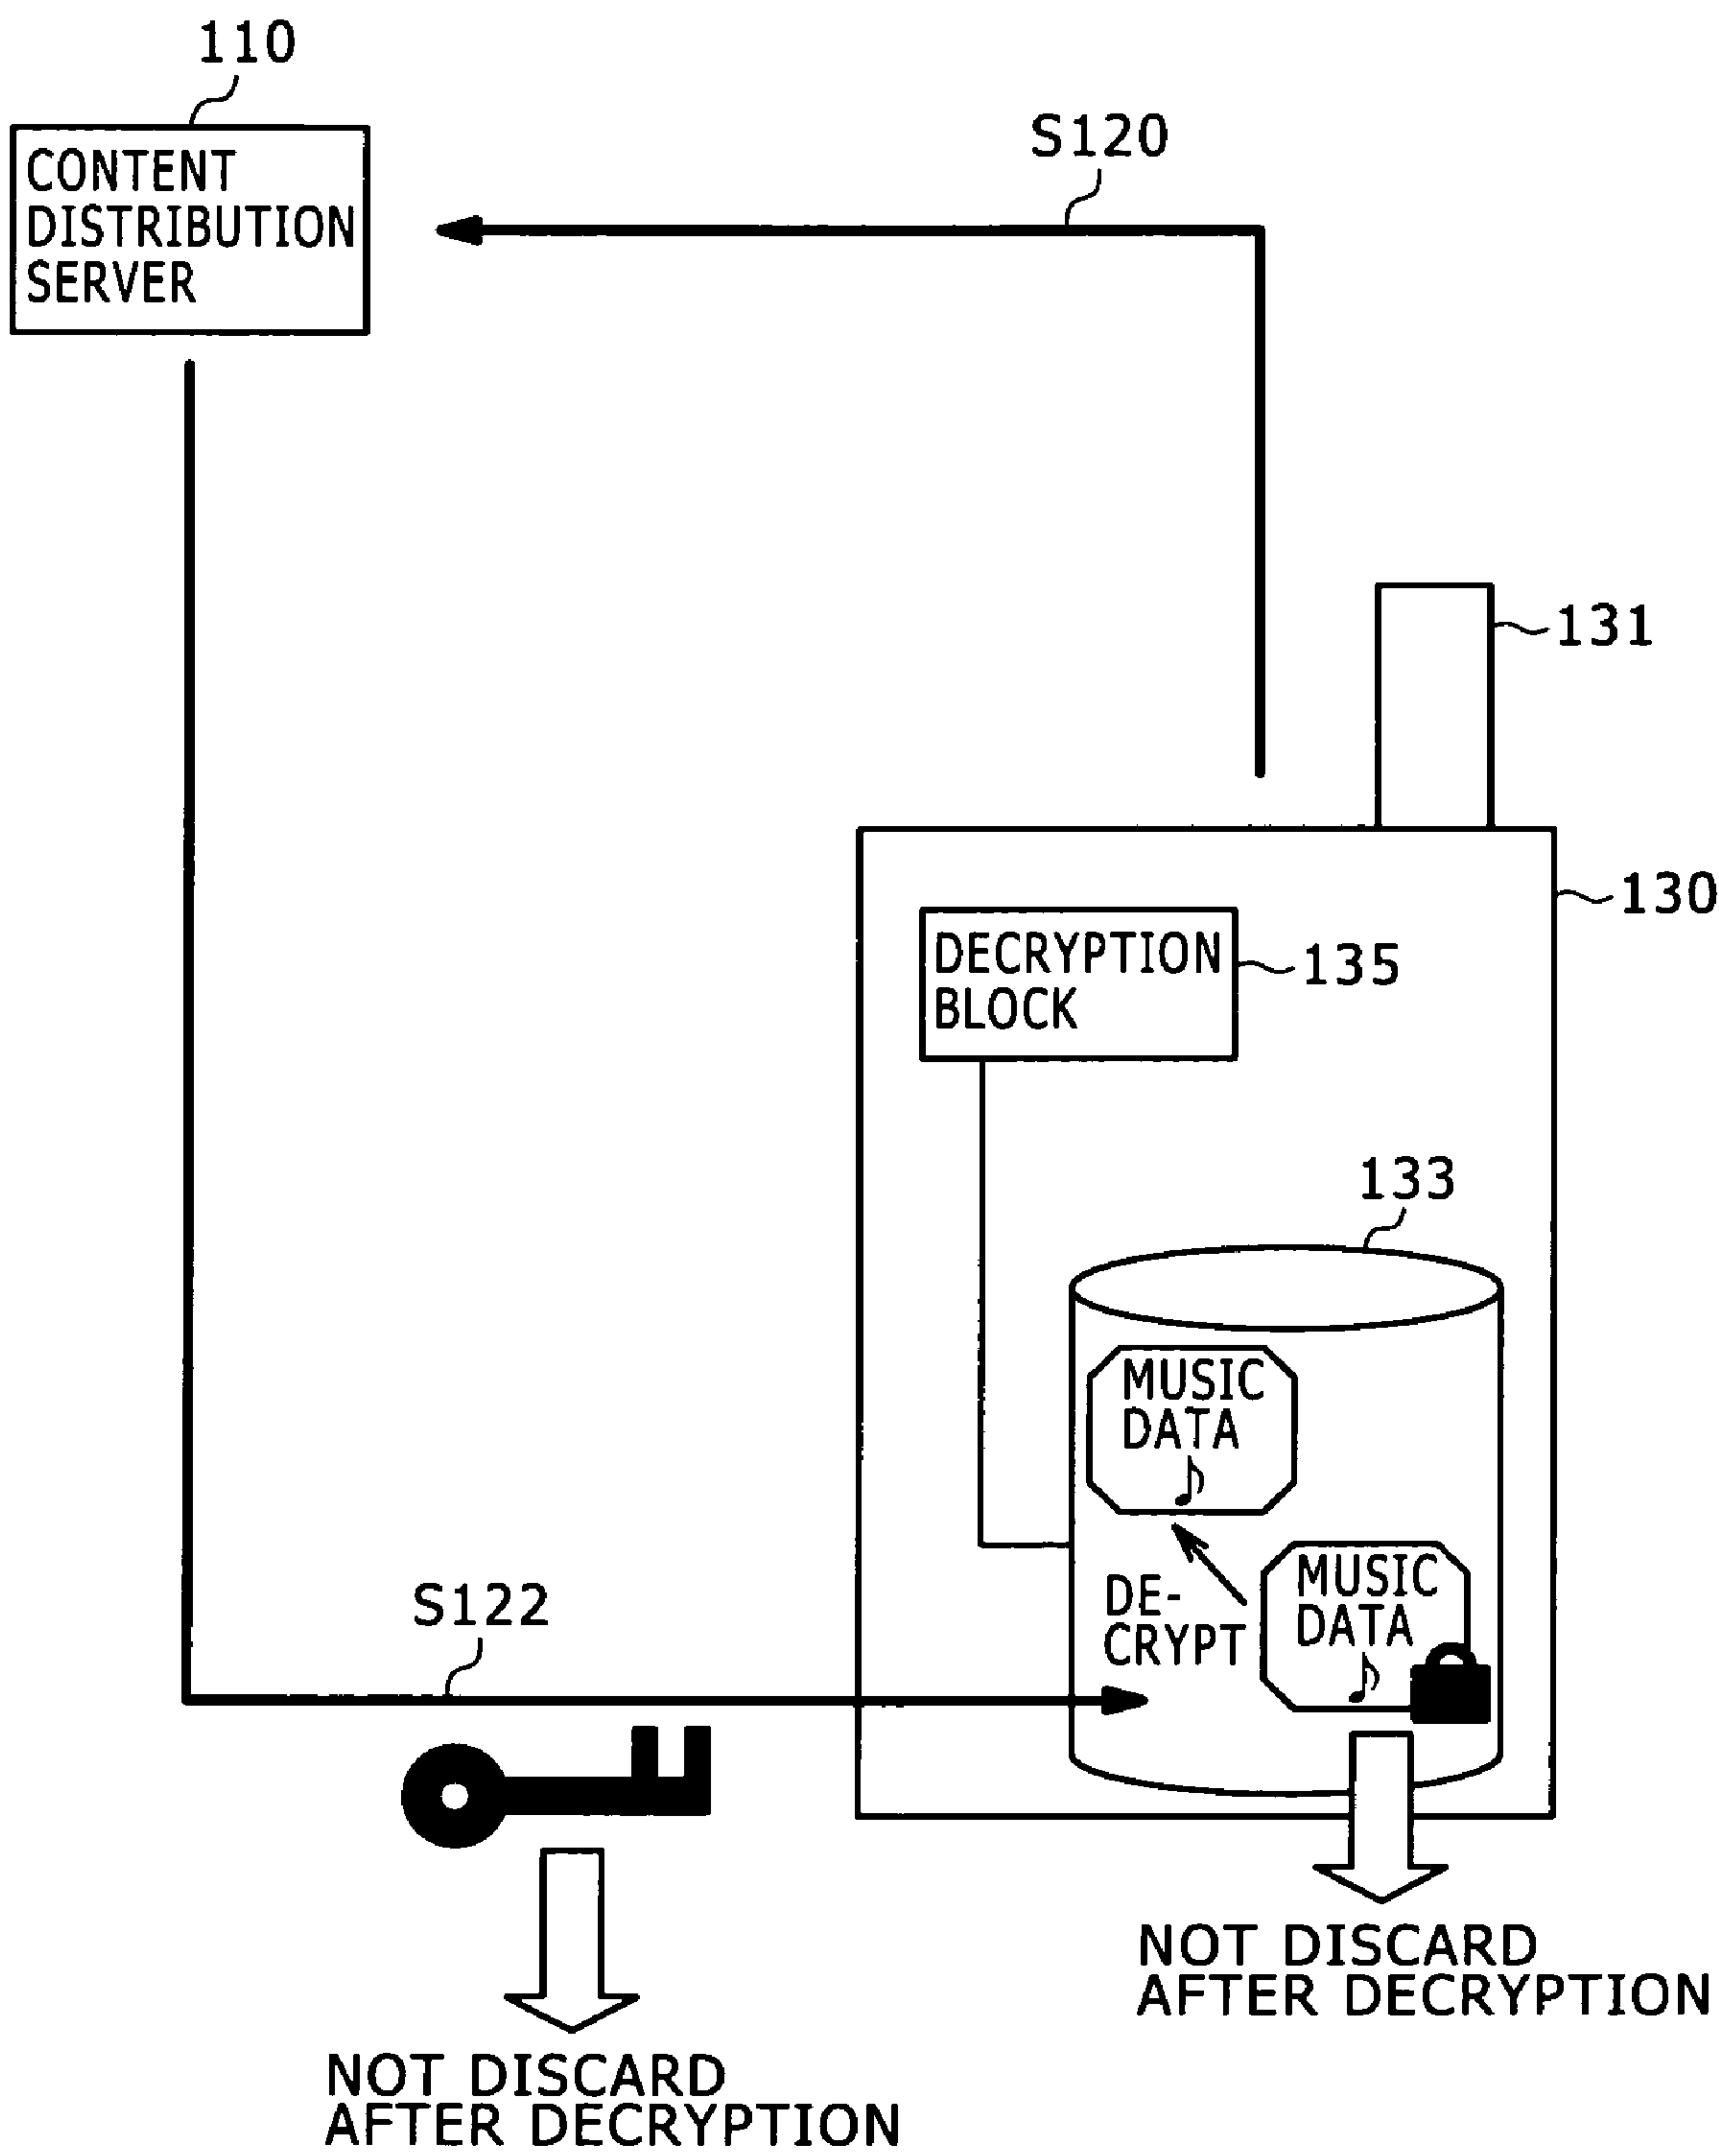 110
CONTENT
DISTRIBUTION
SERVER
S120
131
130
DECRYPTION
BLOCK
135
133
MUSIC
DATA
MUSIC
DATA
DE-
CRYPT
S122
NOT DISCARD
AFTER DECRYPTION
NOT DISCARD
AFTER DECRYPTION